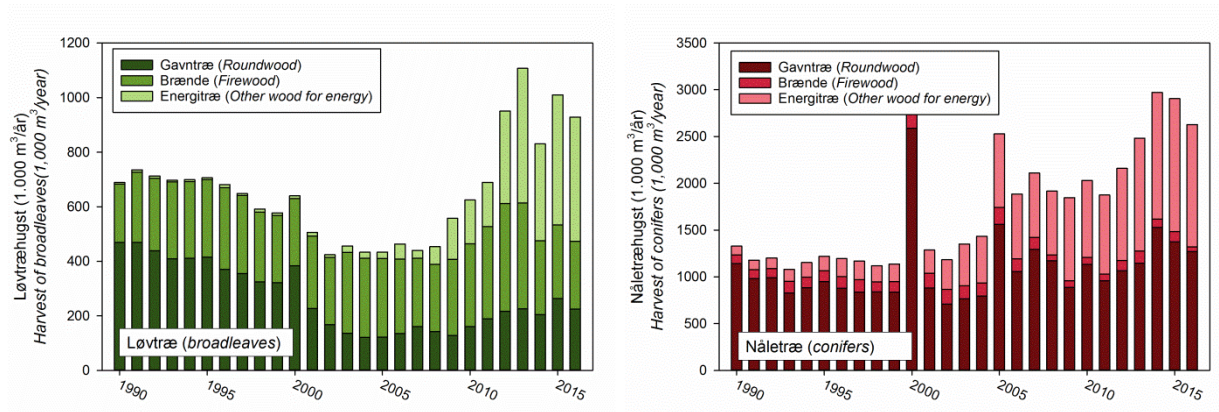 Løvtræhugst (1.000 m³/år)
Harvest of broadleaves(1,000 m³/year)
1200
1000
800
600
400
200
0
Gavntræ (Roundwood)
Brænde (Firewood)
Energitræ (Other wood for energy)
Løvtræ (broadleaves)
1990
1995
2000
2005
2010
2015
Nåletræhugst (1.000 m³/år)
Harvest of conifers (1,000 m³/year)
3500
3000
2500
2000
1500
1000
500
0
Gavntræ (Roundwood)
Brænde (Firewood)
Energitræ (Other wood for energy)
Nåletræ (conifers)
1990
1995
2000
2005
2010
2015